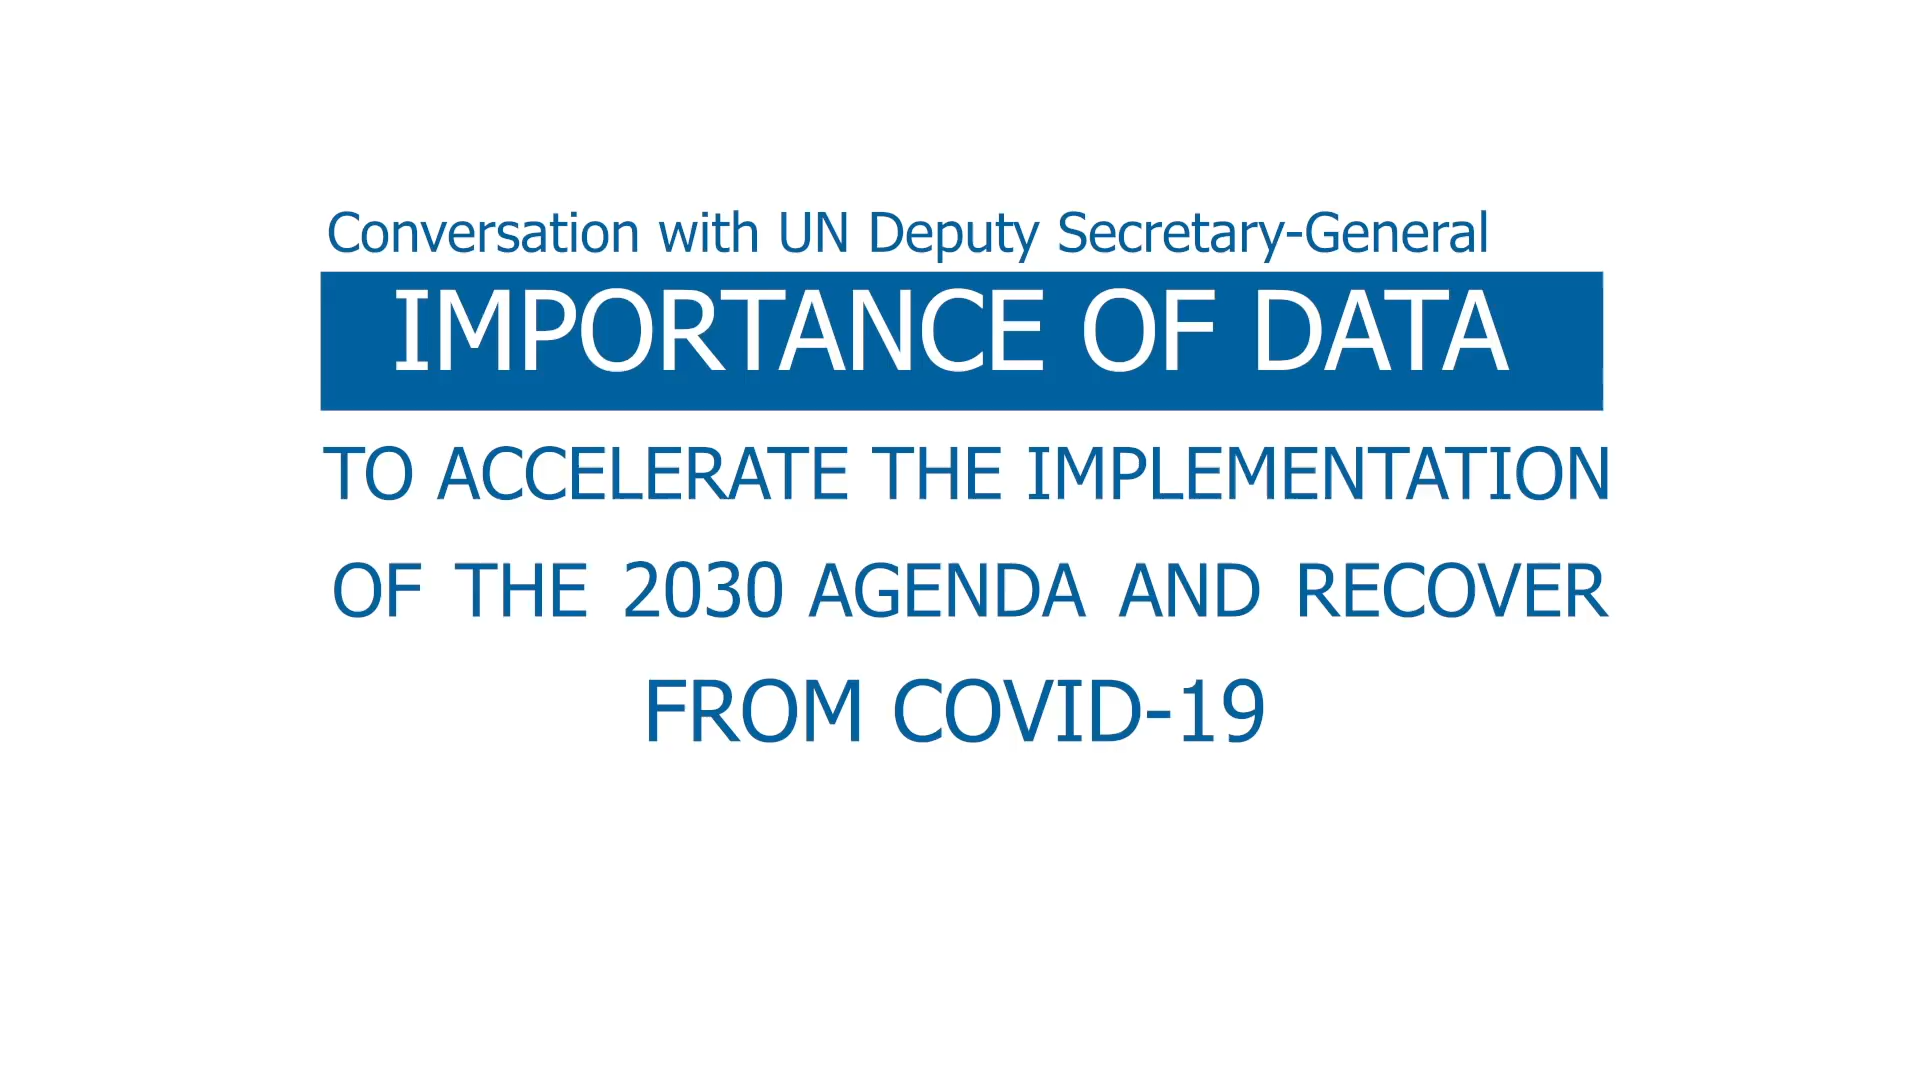 Conversation with UN Deputy Secretary-General
IMPORTANCE OF DATA
TO ACCELERATE THE IMPLEMENTATION
OF THE 2030 AGENDA AND RECOVER
FROM COVID-19